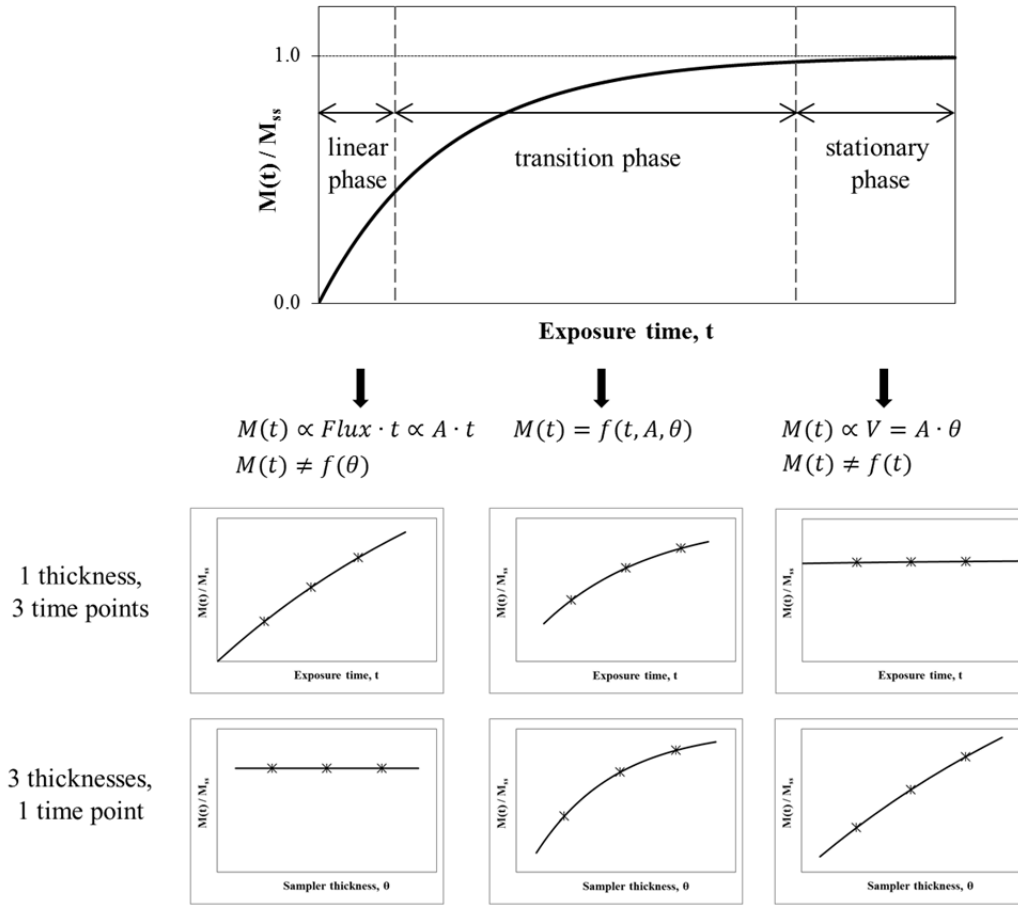 1.0
M(t) / Mss
linear
phase
transition phase
stationary
phase
0.0
Exposure time, t
M(t) ∝ Flux · t ∝ A · t
M(t) ≠ f(θ)
M(t) = f(t, A, θ)
M(t) ∝ V = A · θ
M(t) ≠ f(t)
1 thickness,
3 time points
M(t) / Mss
Exposure time, t
M(t) / Mss
Exposure time, t
M(t) / Mss
Exposure time, t
3 thicknesses,
1 time point
M(t) / Mss
Sampler thickness, θ
M(t) / Mss
Sampler thickness, θ
M(t) / Mss
Sampler thickness, θ